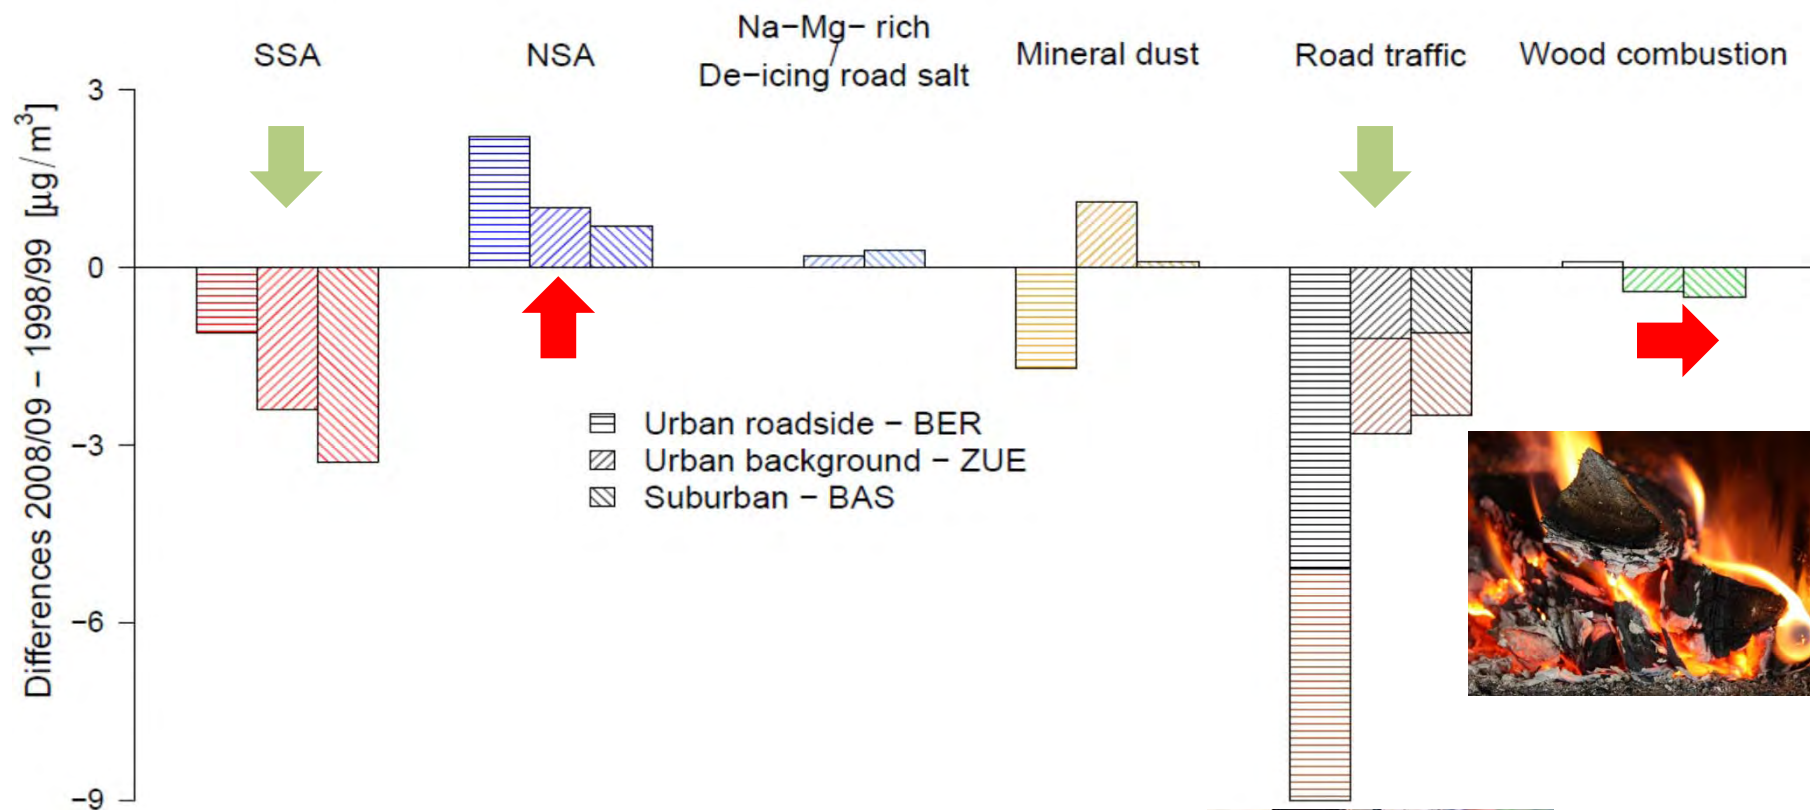 SSA
NSA
Na−Mg− rich
/
De−icing road salt
Mineral dust
Road traffic
Wood combustion
Differences 2008/09 − 1998/99 [µg/m³]
3
0
−3
−6
−9
Urban roadside − BER
Urban background − ZUE
Suburban − BAS